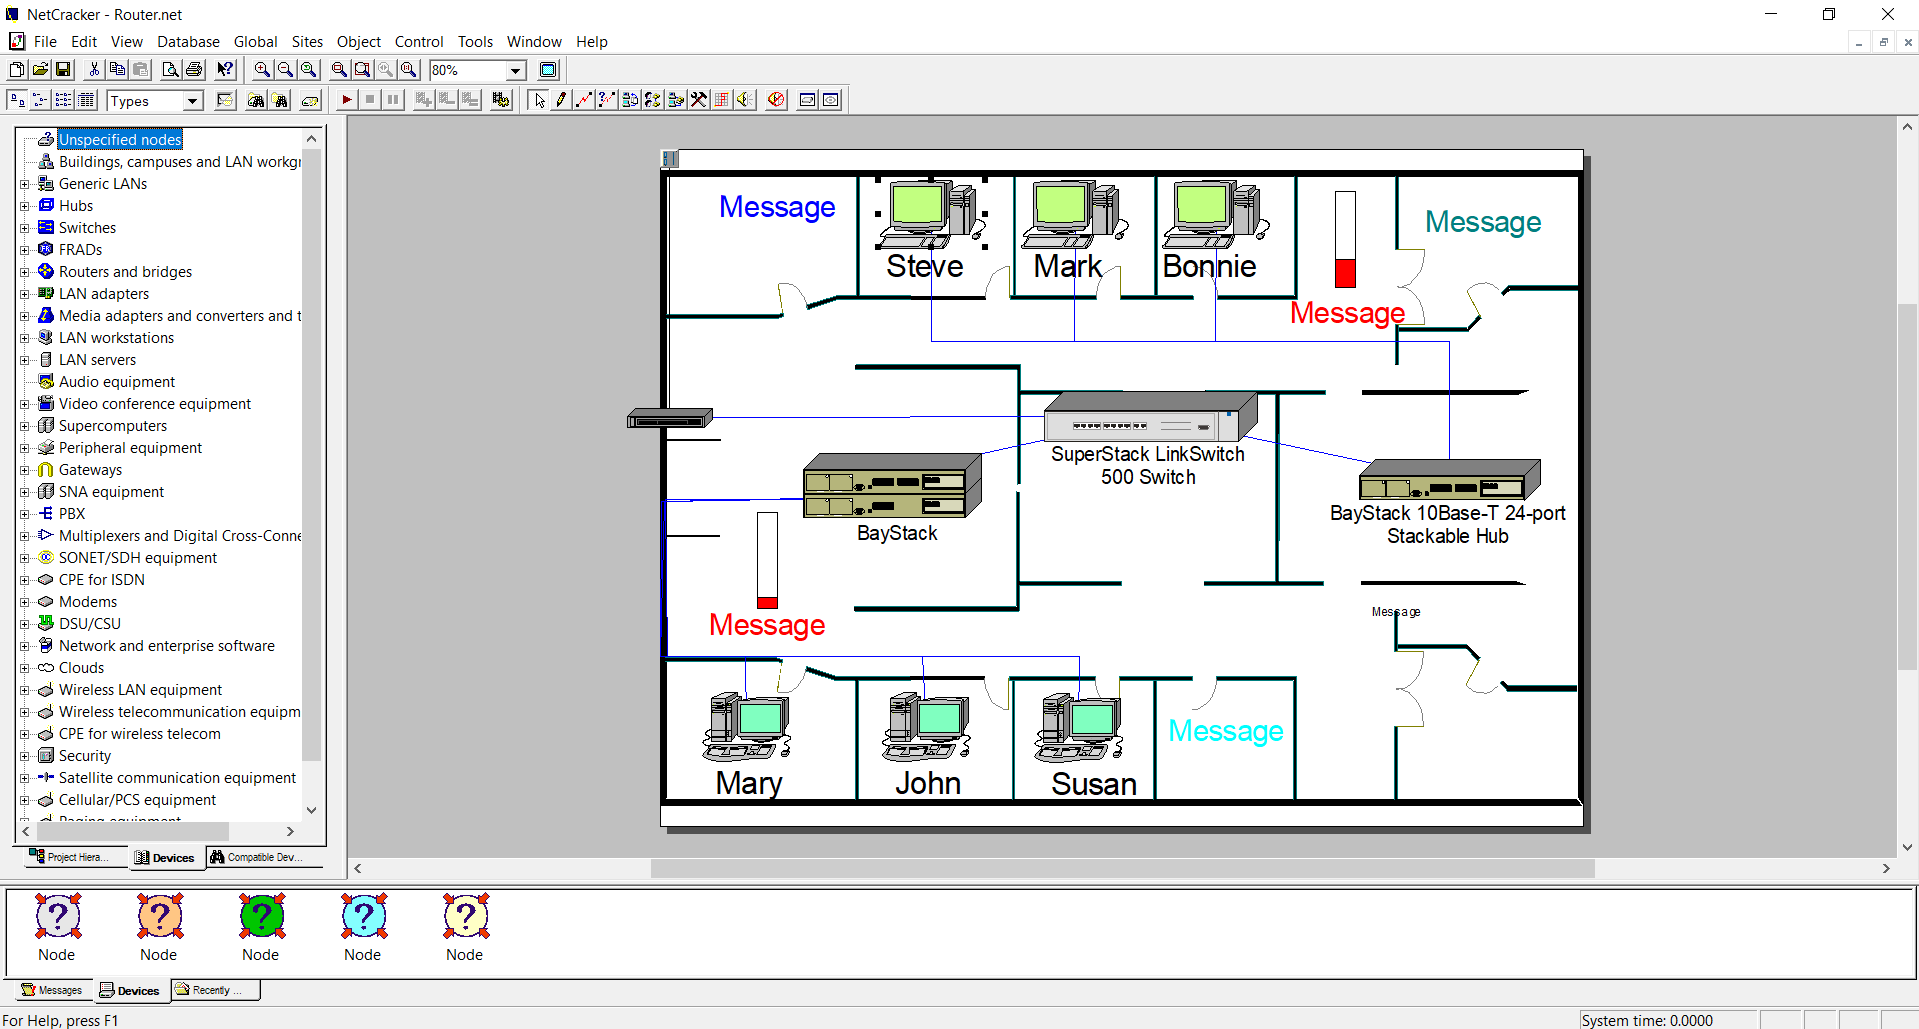 NetCracker - Router.net
File Edit View Database Global Sites Object Control Tools Window Help
80%
Types
Unspecified nodes
Buildings, campuses and LAN workgr
Generic LANs
Hubs
Switches
FRADs
Routers and bridges
LAN adapters
Media adapters and converters and t
LAN workstations
LAN servers
Audio equipment
Video conference equipment
Supercomputers
Peripheral equipment
Gateways
SNA equipment
PBX
Multiplexers and Digital Cross-Conne
SONET/SDH equipment
CPE for ISDN
Modems
DSU/CSU
Network and enterprise software
Clouds
Wireless LAN equipment
Wireless telecommunication equipm
CPE for wireless telecom
Security
Satellite communication equipment
Cellular/PCS equipment
Paging equipment
Project Hiera... Devices Compatible Dev...
Message
Steve
Mark
Bonnie
Message
Message
SuperStack LinkSwitch
500 Switch
BayStack
BayStack 10Base-T 24-port
Stackable Hub
Message
Message
Message
Mary
John
Susan
? ? ? ? ?
Node Node Node Node Node
Messages Devices Recently ...
For Help, press F1
System time: 0.0000